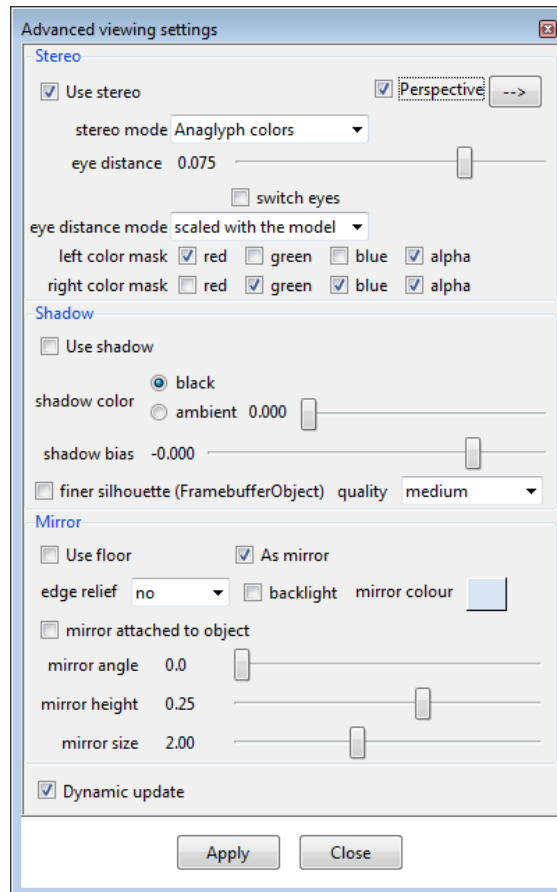 Advanced viewing settings
Stereo
Use stereo Perspective -->
stereo mode Anaglyph colors
eye distance 0.075
switch eyes
eye distance mode scaled with the model
left color mask red green blue alpha
right color mask red green blue alpha
Shadow
Use shadow
black
shadow color
ambient 0.000
shadow bias -0.000
finer silhouette (FramebufferObject) quality medium
Mirror
Use floor As mirror
edge relief no backlight mirror colour
mirror attached to object
mirror angle 0.0
mirror height 0.25
mirror size 2.00
Dynamic update
Apply Close